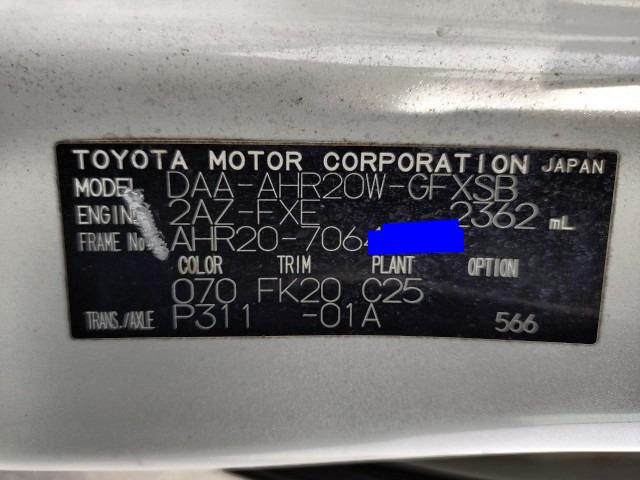 TOYOTA MOTOR CORPORATION JAPAN
MODEL DAA-AHR20W-GFXSB
ENGINE 2AZ-FXE 2362 mL
FRAME No. AHR20-7064
COLOR TRIM PLANT OPTION
070 FK20 C25
TRANS./AXLE P311 -01A 566